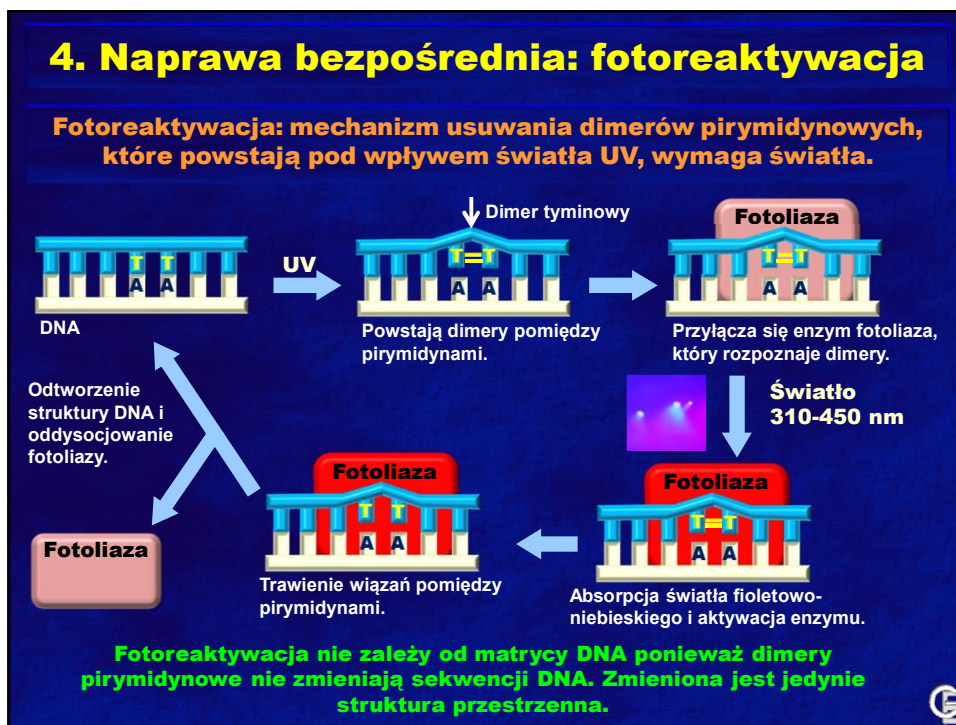 4. Naprawa bezpośrednia: fotoreaktywacja
Fotoreaktywacja: mechanizm usuwania dimerów pirymidynowych,
które powstają pod wpływem światła UV, wymaga światła.
T T
A A
DNA
UV
Dimer tyminowy
T=T
A A
Powstają dimery pomiędzy
pirymidynami.
Fotoliaza
T=T
A A
Przyłącza się enzym fotoliaza,
który rozpoznaje dimery.
Światło
310-450 nm
Fotoliaza
T=T
A A
Absorpcja światła fioletowo-
niebieskiego i aktywacja enzymu.
Fotoliaza
T T
A A
Trawienie wiązań pomiędzy
pirymidynami.
Odtworzenie
struktury DNA i
oddysocjowanie
fotoliazy.
Fotoliaza
Fotoreaktywacja nie zależy od matrycy DNA ponieważ dimery
pirymidynowe nie zmieniają sekwencji DNA. Zmieniona jest jedynie
struktura przestrzenna.